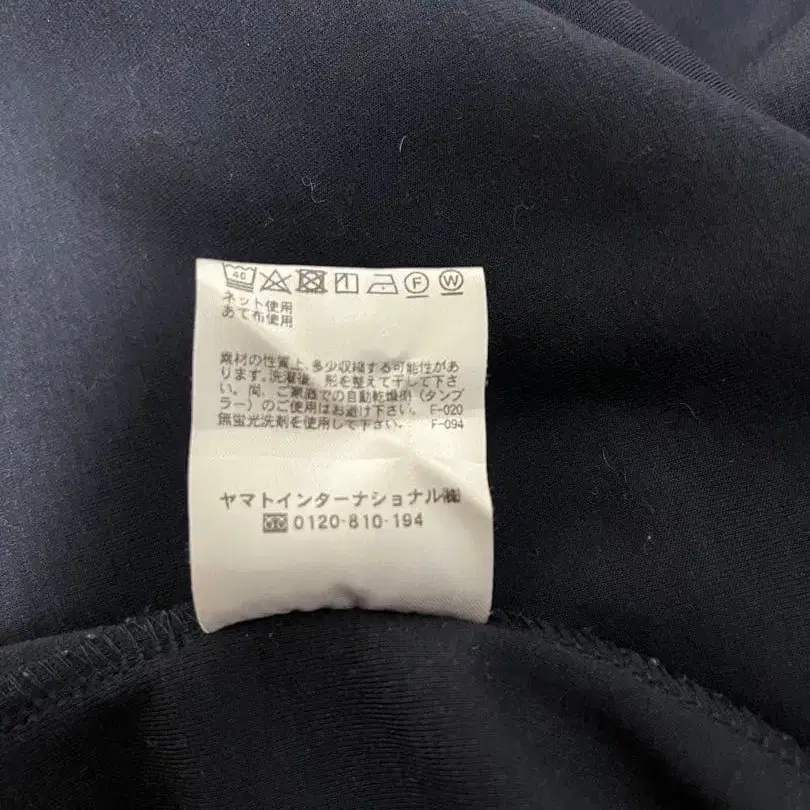 40 F W
ネット使用
あて布使用
素材の性質上、多少収縮する可能性があ
ります。洗濯後、形を整えて干して下さ
い。尚、ご家庭での自動乾燥機(タンブ
ラー)のご使用はお避け下さい。 F-020
無蛍光洗剤を使用して下さい。 F-094
ヤマトインターナショナル㈱
0120-810-194